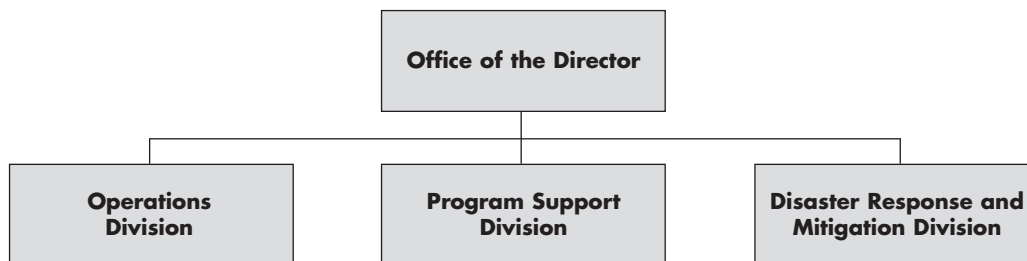 Office of the Director
Operations
Division
Program Support
Division
Disaster Response and
Mitigation Division